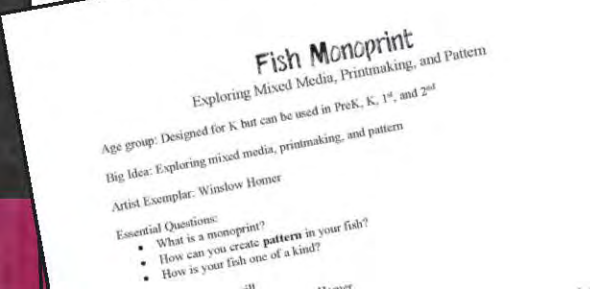 Fish Monoprint
Exploring Mixed Media, Printmaking, and Pattern
Age group: Designed for K but can be used in PreK, K, 1st, and 2nd
Big Idea: Exploring mixed media, printmaking, and pattern
Artist Exemplar: Winslow Homer
Essential Questions:
• What is a monoprint?
• How can you create pattern in your fish?
• How is your fish one of a kind?